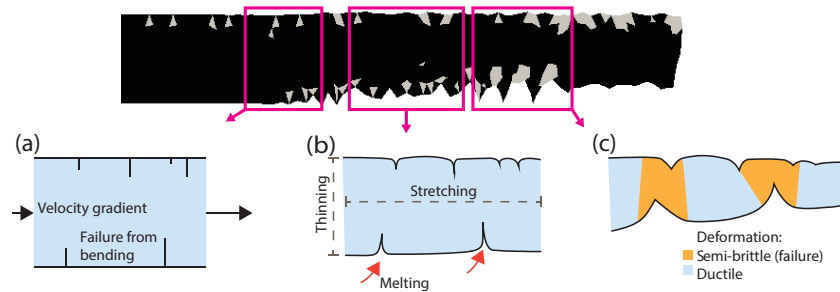 (a)
Velocity gradient
Failure from
bending
(b)
Thinning
Stretching
Melting
(c)
Deformation:
Semi-brittle (failure)
Ductile